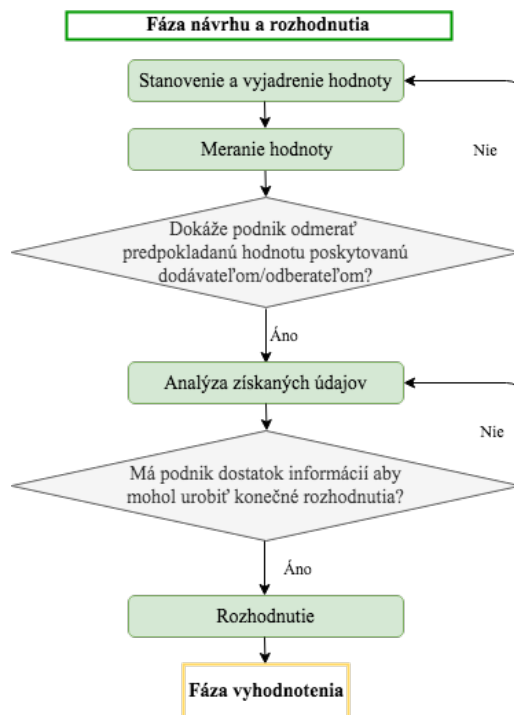 Fáza návrhu a rozhodnutia
Stanovenie a vyjadrenie hodnoty
Meranie hodnoty
Nie
Dokáže podnik odmerať
predpokladanú hodnotu poskytovanú
dodávateľom/odberateľom?
Áno
Analýza získaných údajov
Nie
Má podnik dostatok informácií aby
mohol urobiť konečné rozhodnutia?
Áno
Rozhodnutie
Fáza vyhodnotenia